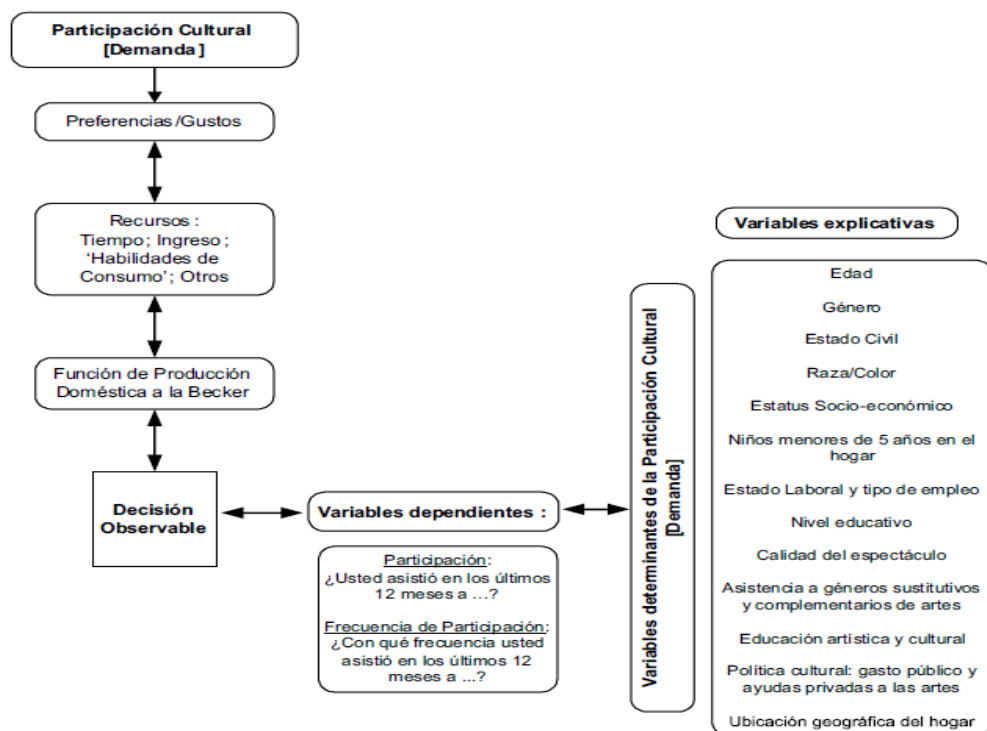 Participación Cultural
[Demanda ]
Preferencias/Gustos
Recursos :
Tiempo ; Ingreso ;
‘Habilidades de
Consumo’; Otros
Función de Producción
Doméstica a la Becker
Decisión
Observable
Variables dependientes :
Participación:
¿Usted asistió en los últimos
12 meses a ...?
Frecuencia de Participación:
¿Con qué frecuencia usted
asistió en los últimos 12
meses a ...?
Variables determinantes de la Participación Cultural
[Demanda]
Variables explicativas
Edad
Género
Estado Civil
Raza/Color
Estatus Socio-económico
Niños menores de 5 años en el
hogar
Estado Laboral y tipo de empleo
Nivel educativo
Calidad del espectáculo
Asistencia a géneros sustitutivos
y complementarios de artes
Educación artística y cultural
Política cultural: gasto público y
ayudas privadas a las artes
Ubicación geográfica del hogar